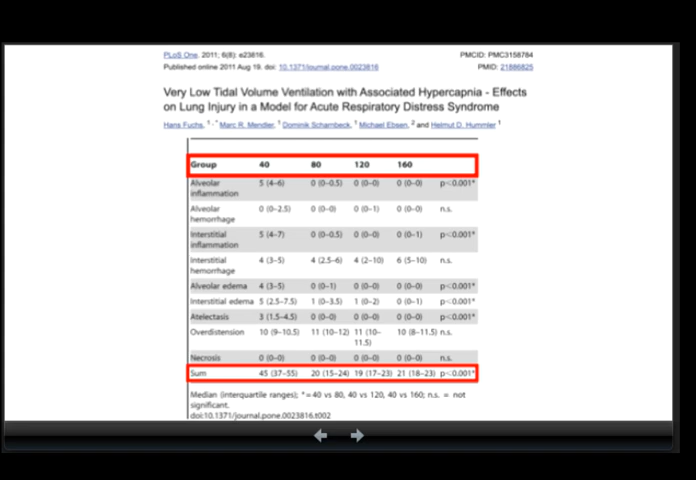 PLoS One. 2011; 6(8): e23816.
PMCID: PMC3158784
Published online 2011 Aug 19. doi: 10.1371/journal.pone.0023816
PMID: 21886825
Very Low Tidal Volume Ventilation with Associated Hypercapnia - Effects
on Lung Injury in a Model for Acute Respiratory Distress Syndrome
Hans Fuchs, 1 , * Marc R. Mendler, 1 Dominik Scharnbeck, 1 Michael Ebsen, 2 and Helmut D. Hummler 1
Group 40 80 120 160
Alveolar inflammation 5 (4–6) 0 (0–0.5) 0 (0–0) 0 (0–0) p<0.001*
Alveolar hemorrhage 0 (0–2.5) 0 (0–0) 0 (0–1) 0 (0–0) n.s.
Interstitial inflammation 5 (4–7) 0 (0–0.5) 0 (0–0) 0 (0–1) p<0.001*
Interstitial hemorrhage 4 (3–5) 4 (2.5–6) 4 (2–10) 6 (5–10) n.s.
Alveolar edema 4 (3–5) 0 (0–1) 0 (0–0) 0 (0–0) p<0.001*
Interstitial edema 5 (2.5–7.5) 1 (0–3.5) 1 (0–2) 0 (0–1) p<0.001*
Atelectasis 3 (1.5–4.5) 0 (0–0) 0 (0–0) 0 (0–0) p<0.001*
Overdistension 10 (9–10.5) 11 (10–12) 11 (10–11.5) 10 (8–11.5) n.s.
Necrosis 0 (0–0) 0 (0–0) 0 (0–0) 0 (0–0) n.s.
Sum 45 (37–55) 20 (15–24) 19 (17–23) 21 (18–23) p<0.001*
Median (interquartile ranges); *=40 vs 80, 40 vs 120, 40 vs 160; n.s. = not
significant.
doi:10.1371/journal.pone.0023816.t002